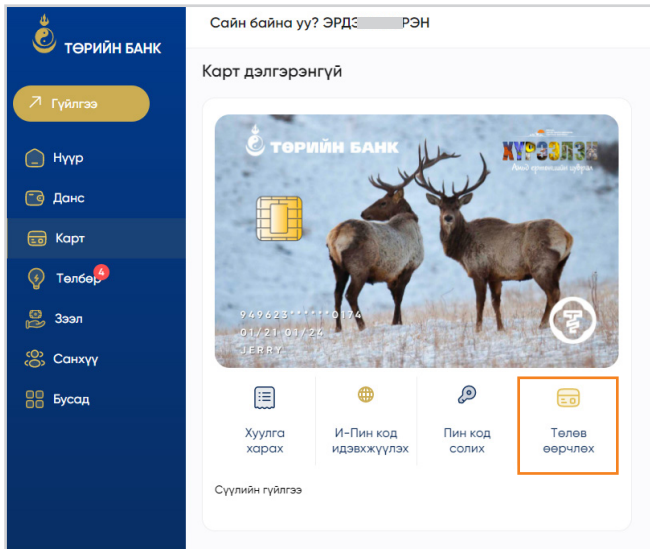 ТӨРИЙН БАНК
Сайн байна уу? ЭРДЭ РЭН
Карт дэлгэрэнгүй
Гүйлгээ
Нүүр
Данс
Карт
Төлбөр
4
Зээл
Санхүү
Бусад
ТӨРИЙН БАНК
ХҮРЭЭЛЭН
949623******0174
01/21-01/24
JERRY
Хуулга
харах
И-Пин код
идэвхжүүлэх
Пин код
солих
Төлөв
өөрчлөх
Сүүлийн гүйлгээ